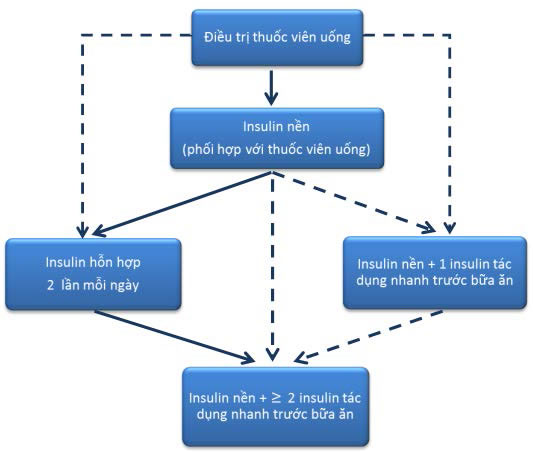 Điều trị thuốc viên uống
Insulin nền
(phối hợp với thuốc viên uống)
Insulin hỗn hợp
2 lần mỗi ngày
Insulin nền + 1 insulin tác
dụng nhanh trước bữa ăn
Insulin nền + ≥ 2 insulin tác
dụng nhanh trước bữa ăn